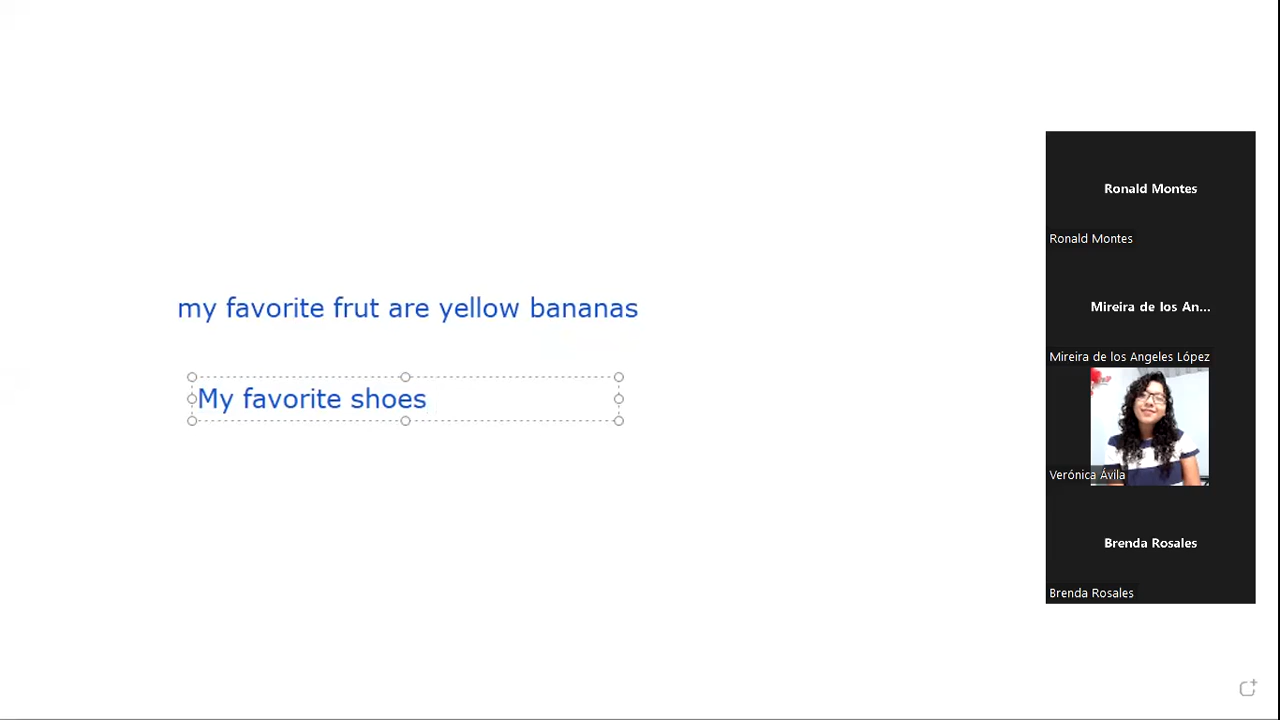 my favorite frut are yellow bananas
My favorite shoes
Ronald Montes
Ronald Montes
Mireira de los An...
Mireira de los Angeles López
Verónica Ávila
Brenda Rosales
Brenda Rosales